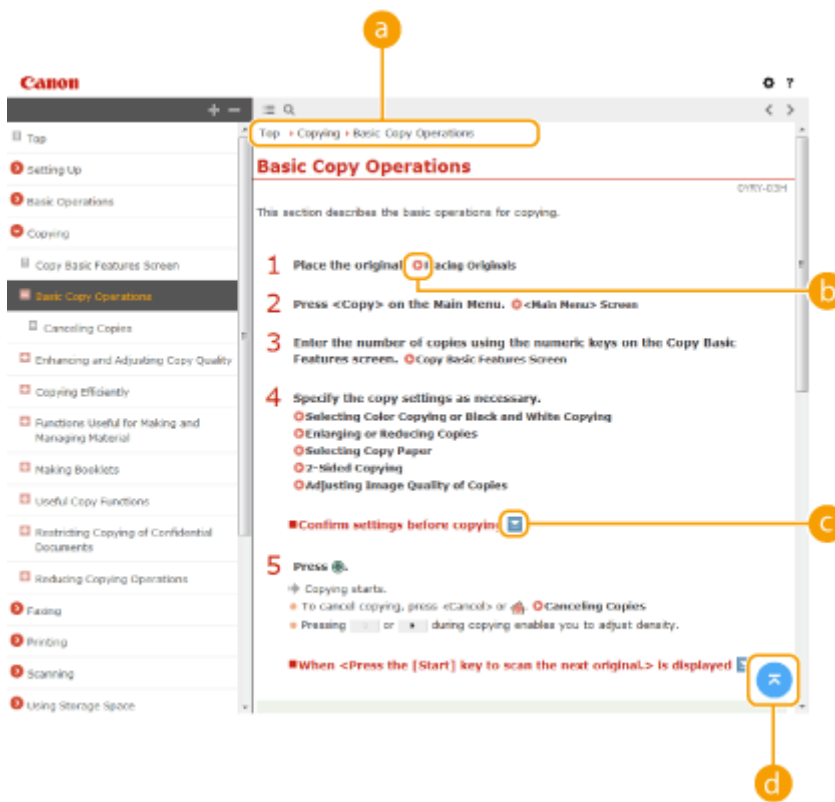 a
Canon
?
+ −
Top › Copying › Basic Copy Operations
Top
Setting Up
Basic Operations
Copying
Copy Basic Features Screen
Basic Copy Operations
Canceling Copies
Enhancing and Adjusting Copy Quality
Copying Efficiently
Functions Useful for Making and
Managing Material
Making Booklets
Useful Copy Functions
Restricting Copying of Confidential
Documents
Reducing Copying Operations
Faxing
Printing
Scanning
Using Storage Space
Basic Copy Operations
0YRY-03H
This section describes the basic operations for copying.
1 Place the original. acing Originals
b
2 Press <Copy> on the Main Menu. <Main Menu> Screen
3 Enter the number of copies using the numeric keys on the Copy Basic
Features screen. Copy Basic Features Screen
4 Specify the copy settings as necessary.
Selecting Color Copying or Black and White Copying
Enlarging or Reducing Copies
Selecting Copy Paper
2-Sided Copying
Adjusting Image Quality of Copies
■Confirm settings before copying
c
5 Press .
Copying starts.
To cancel copying, press <Cancel> or . Canceling Copies
Pressing or during copying enables you to adjust density.
■When <Press the [Start] key to scan the next original.> is displayed
d